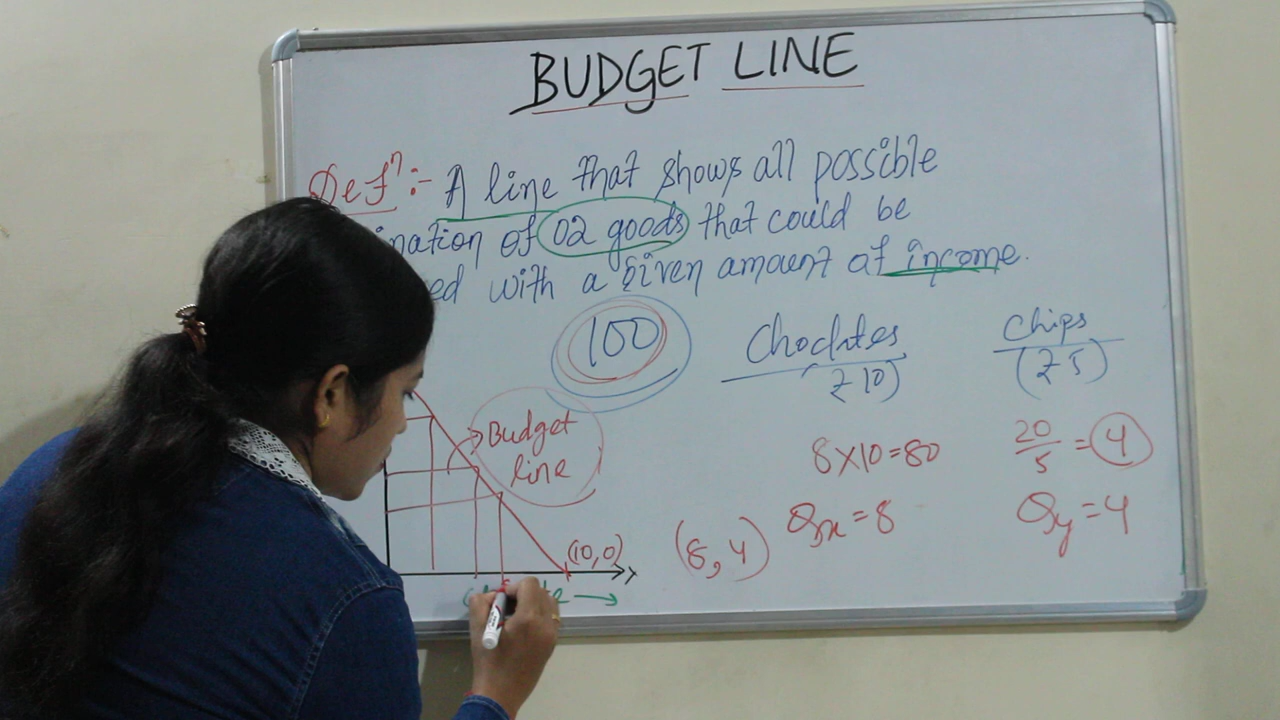 BUDGET LINE
Defⁿ :- A line that shows all possible
ination of 02 goods that could be
ed with a given amount of income.
100
Choclates
Chips
(₹ 10)
(₹ 5)
Budget
line
8X10=80
20/5 = 4
Qx = 8
Qy = 4
(8, 4)
(10,0)